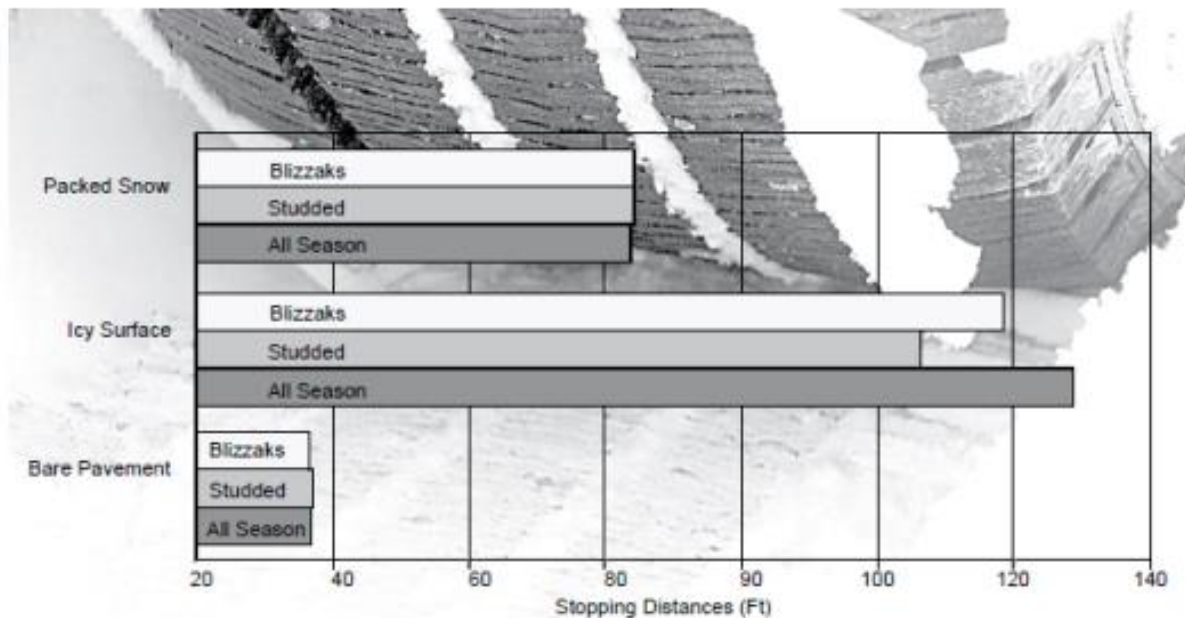 Packed Snow
Blizzaks
Studded
All Season
Icy Surface
Blizzaks
Studded
All Season
Bare Pavement
Blizzaks
Studded
All Season
20 40 60 80 90 100 120 140
Stopping Distances (Ft)